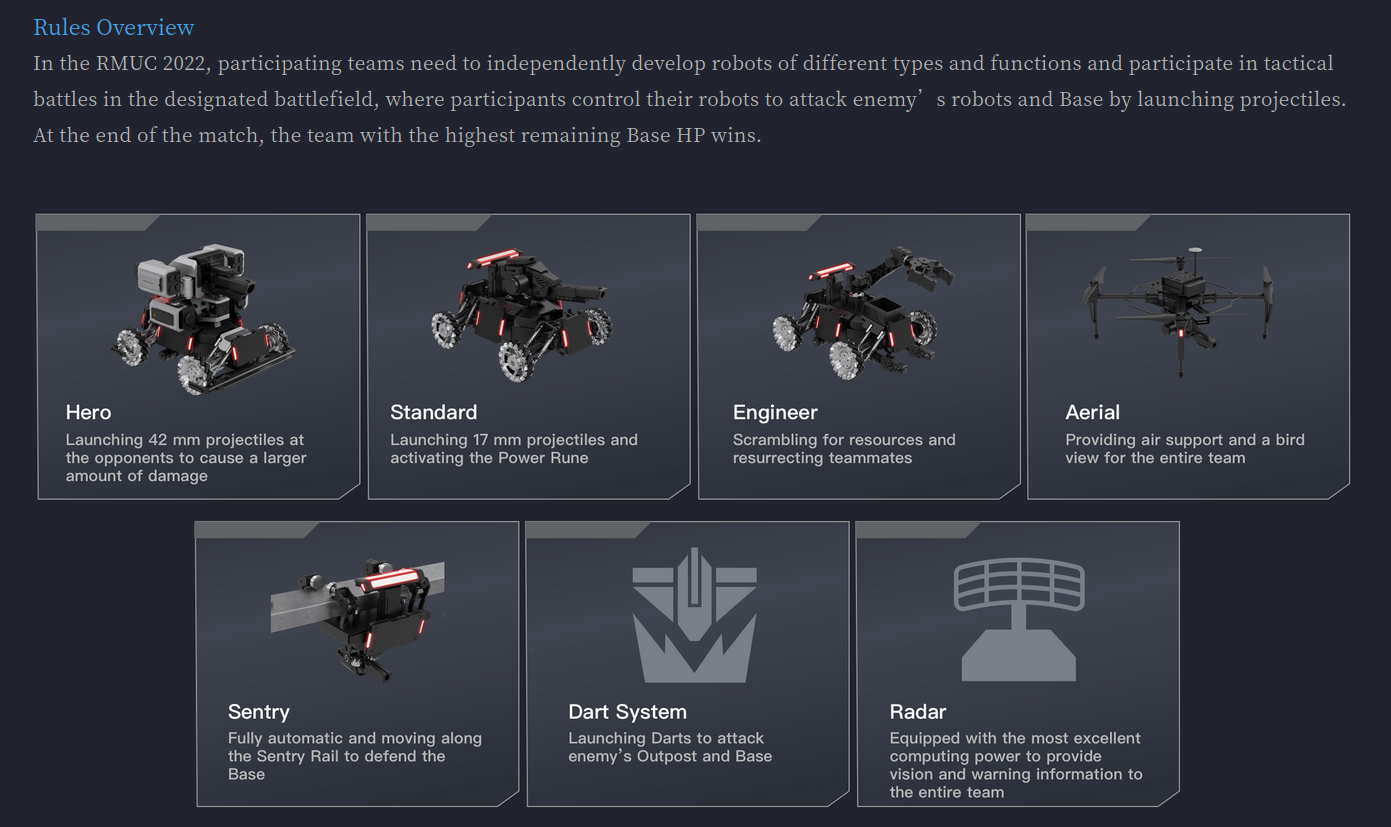 Rules Overview
In the RMUC 2022, participating teams need to independently develop robots of different types and functions and participate in tactical
battles in the designated battlefield, where participants control their robots to attack enemy’s robots and Base by launching projectiles.
At the end of the match, the team with the highest remaining Base HP wins.
Hero
Launching 42 mm projectiles at
the opponents to cause a larger
amount of damage
Standard
Launching 17 mm projectiles and
activating the Power Rune
Engineer
Scrambling for resources and
resurrecting teammates
Aerial
Providing air support and a bird
view for the entire team
Sentry
Fully automatic and moving along
the Sentry Rail to defend the
Base
Dart System
Launching Darts to attack
enemy’s Outpost and Base
Radar
Equipped with the most excellent
computing power to provide
vision and warning information to
the entire team